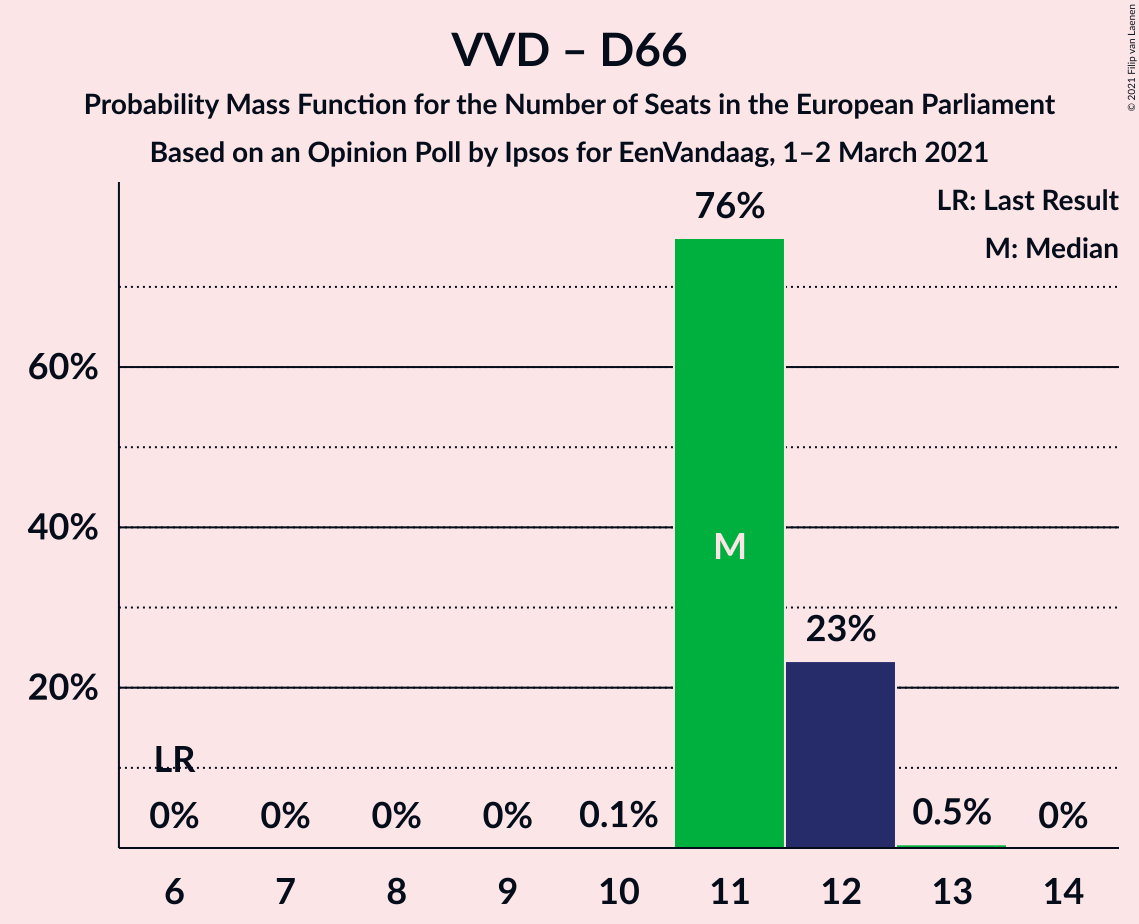 VVD – D66
Probability Mass Function for the Number of Seats in the European Parliament
Based on an Opinion Poll by Ipsos for EenVandaag, 1–2 March 2021
© 2021 Filip van Laenen
LR: Last Result
M: Median
76%
60%
40%
M
23%
20%
LR
0% 0% 0% 0% 0.1% 0.5% 0%
6 7 8 9 10 11 12 13 14